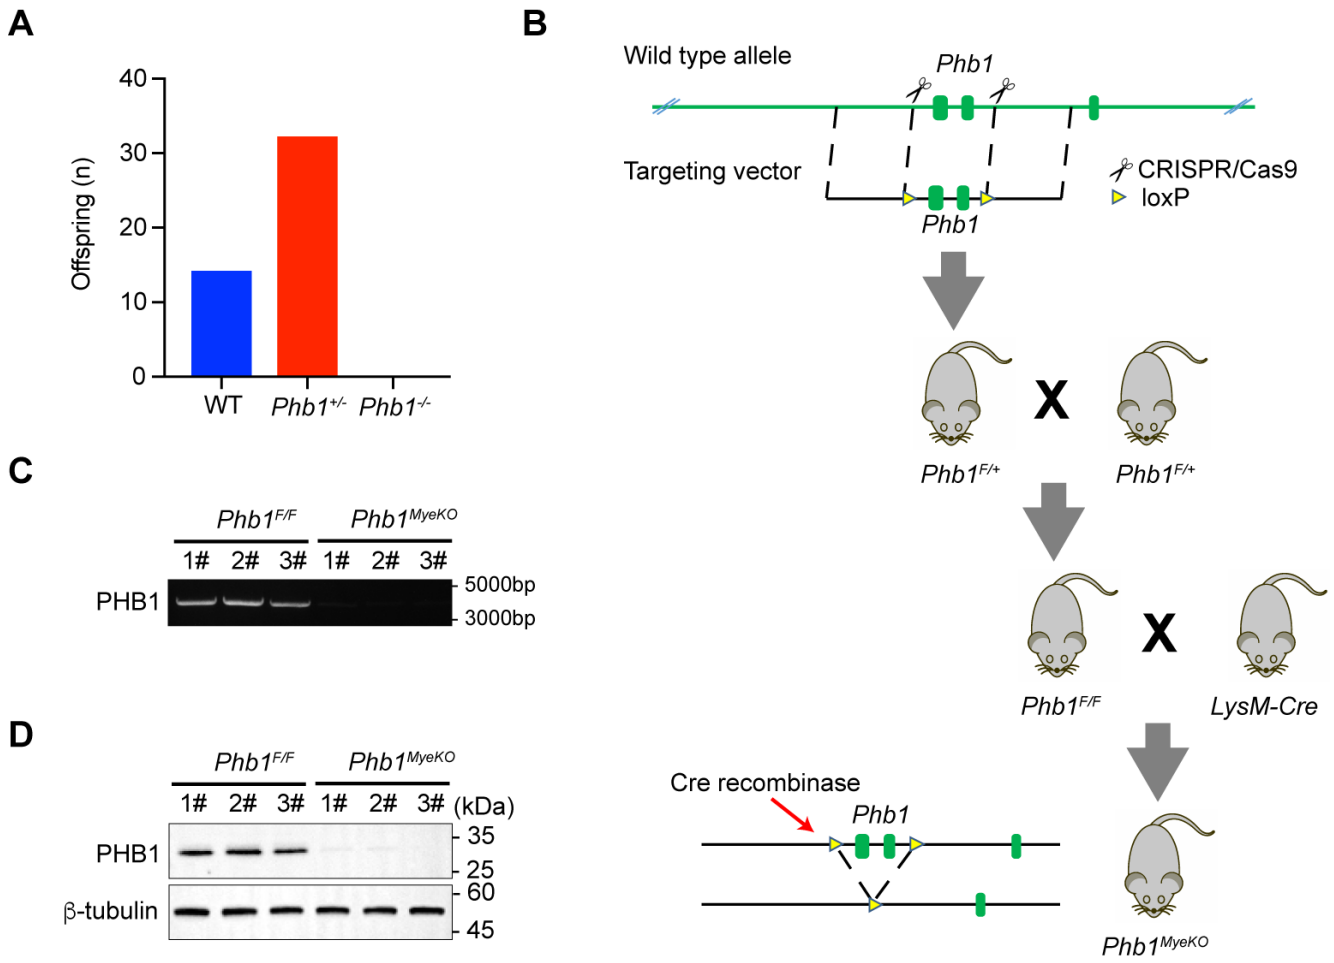 A
40
30
20
10
0
Offspring (n)
WT
Phb1+/-
Phb1-/-
B
Wild type allele
Phb1
Targeting vector
Phb1
CRISPR/Cas9
loxP
X
Phb1F/+
Phb1F/+
X
Phb1F/F
LysM-Cre
Cre recombinase
Phb1
Phb1MyeKO
C
Phb1F/F Phb1MyeKO
1# 2# 3# 1# 2# 3#
PHB1
5000bp
3000bp
D
Phb1F/F Phb1MyeKO
1# 2# 3# 1# 2# 3# (kDa)
PHB1
35
25
β-tubulin
60
45